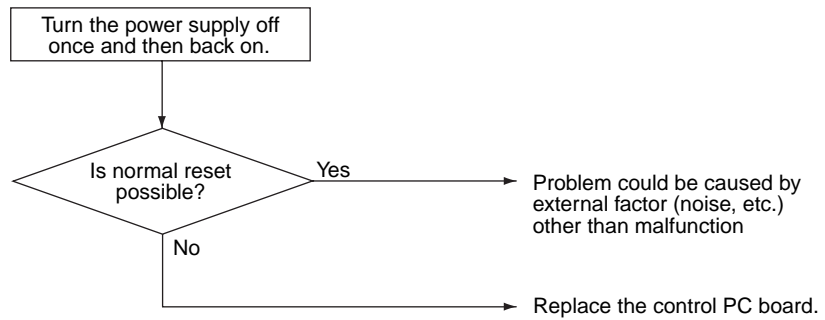 Turn the power supply off
once and then back on.
Is normal reset
possible?
Yes
Problem could be caused by
external factor (noise, etc.)
other than malfunction
No
Replace the control PC board.